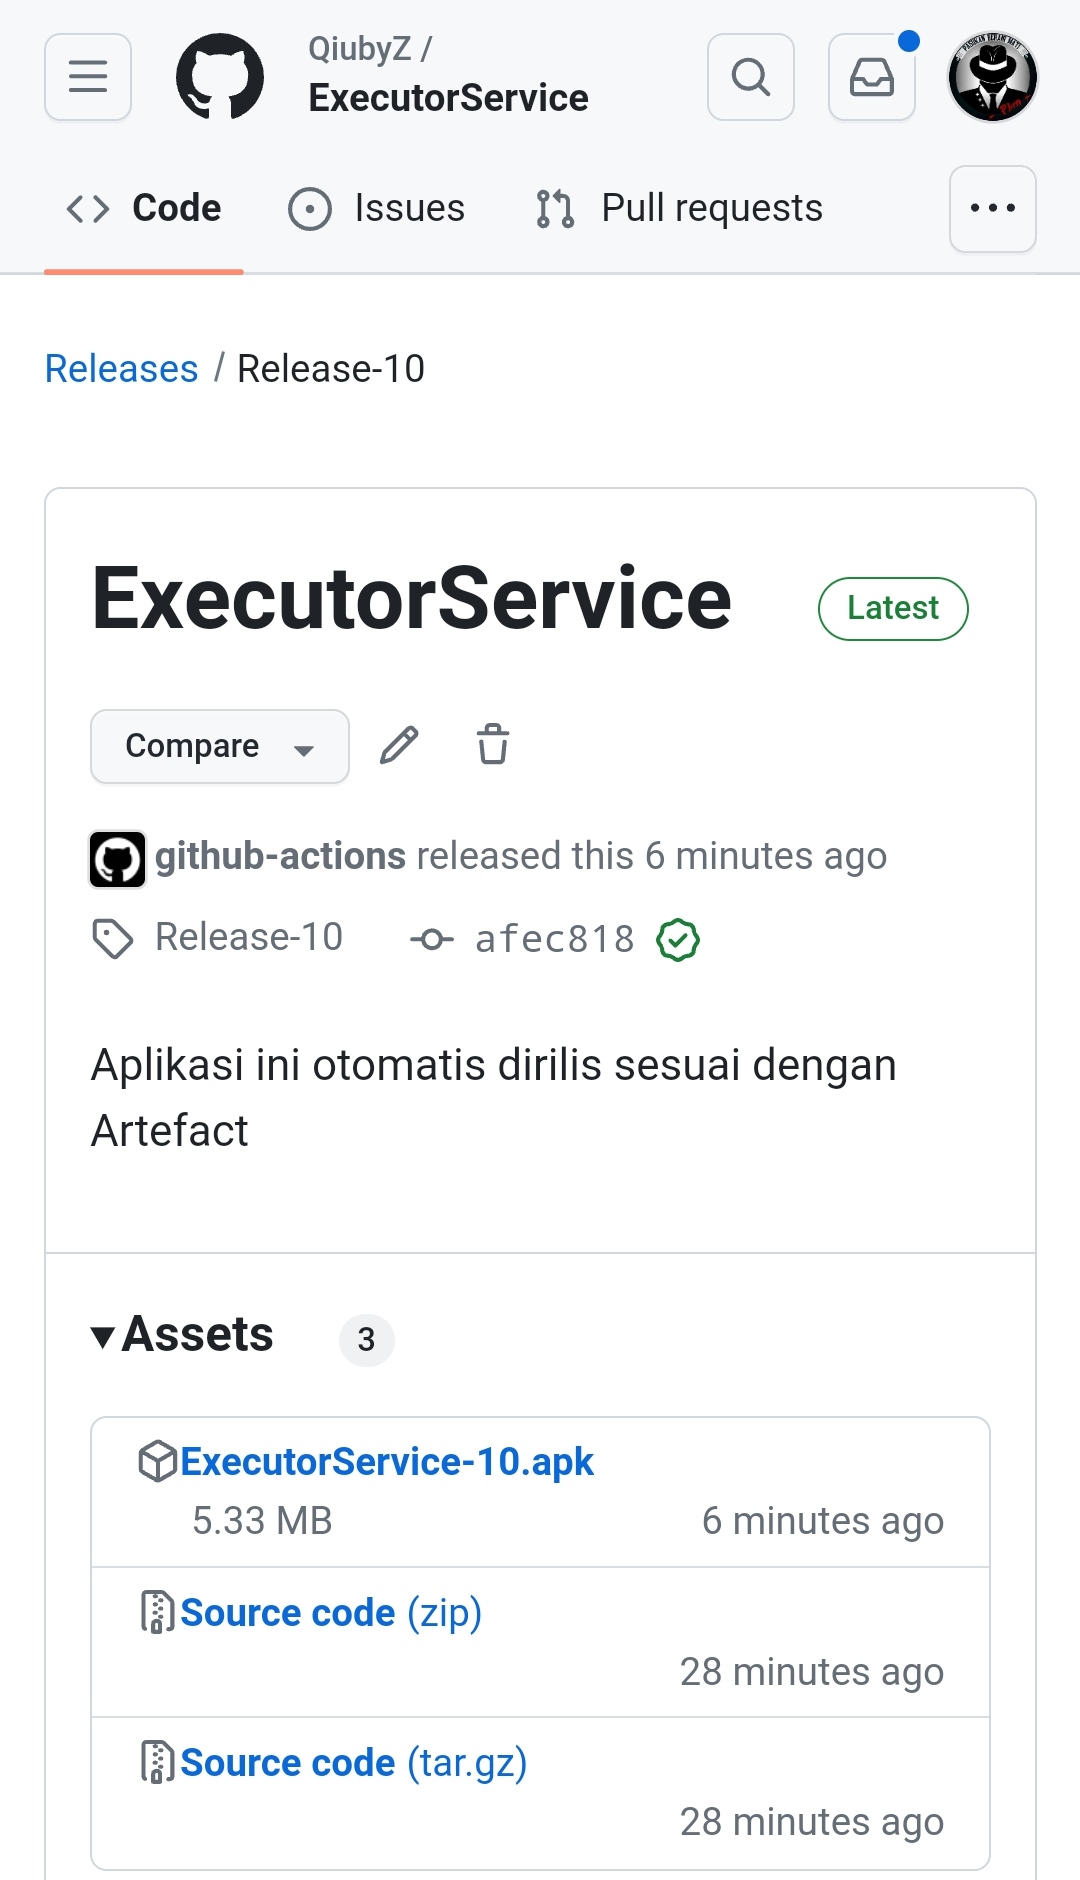 QiubyZ /
ExecutorService
Code
Issues
Pull requests
Releases / Release-10
ExecutorService
Latest
Compare
github-actions released this 6 minutes ago
Release-10
afec818
Aplikasi ini otomatis dirilis sesuai dengan
Artefact
Assets 3
ExecutorService-10.apk
5.33 MB
6 minutes ago
Source code (zip)
28 minutes ago
Source code (tar.gz)
28 minutes ago